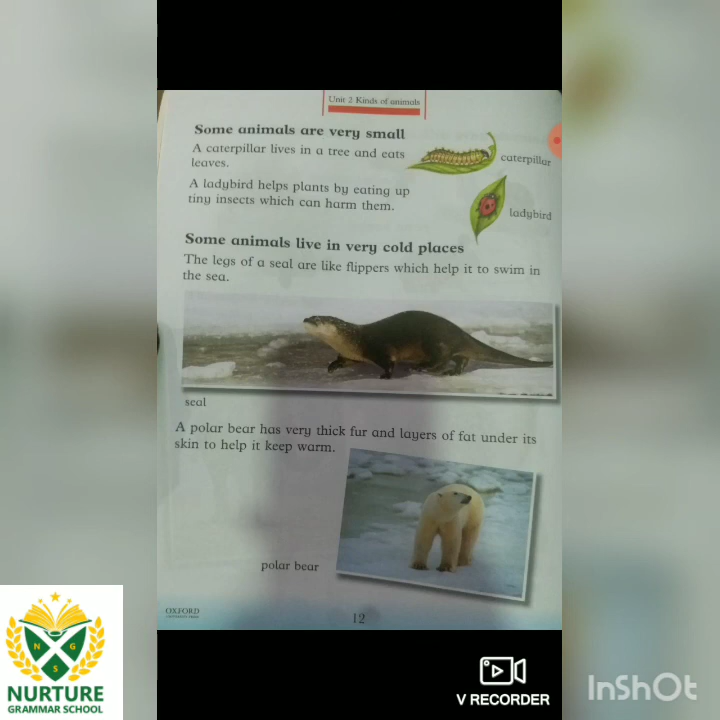 Unit 2 Kinds of animals
Some animals are very small
A caterpillar lives in a tree and eats
leaves.
caterpillar
A ladybird helps plants by eating up
tiny insects which can harm them.
ladybird
Some animals live in very cold places
The legs of a seal are like flippers which help it to swim in
the sea.
seal
A polar bear has very thick fur and layers of fat under its
skin to help it keep warm.
polar bear
OXFORD
UNIVERSITY PRESS
12
N G
S
NURTURE
GRAMMAR SCHOOL
V RECORDER
InShOt